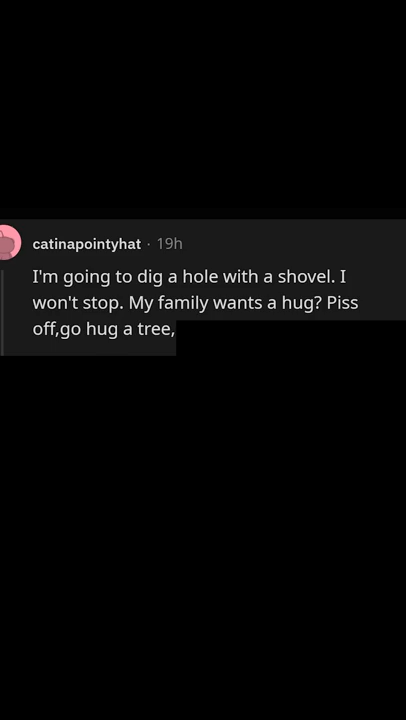 catinapointyhat · 19h
I'm going to dig a hole with a shovel. I
won't stop. My family wants a hug? Piss
off,go hug a tree,